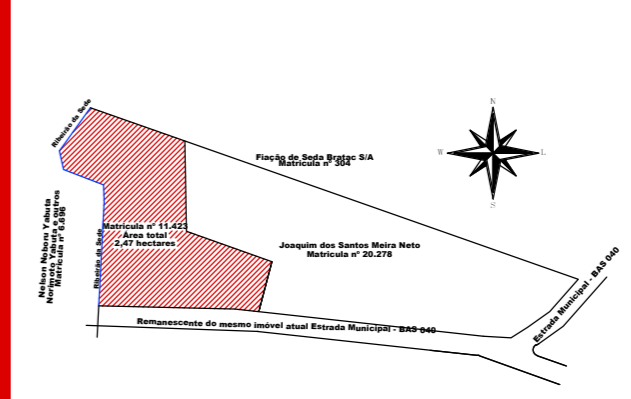 Ribeirão da Sede
N
W
L
S
Fiação de Seda Bratac S/A
Matrícula nº 304
Nelson Noboru Yabuta
Norimoto Yabuta e outros
Matrícula nº 6.696
Ribeirão da Sede
Matrícula nº 11.423
Área total
2,47 hectares
Joaquim dos Santos Meira Neto
Matrícula nº 20.278
Estrada Municipal - BAS 040
Remanescente do mesmo imóvel atual Estrada Municipal - BAS 040